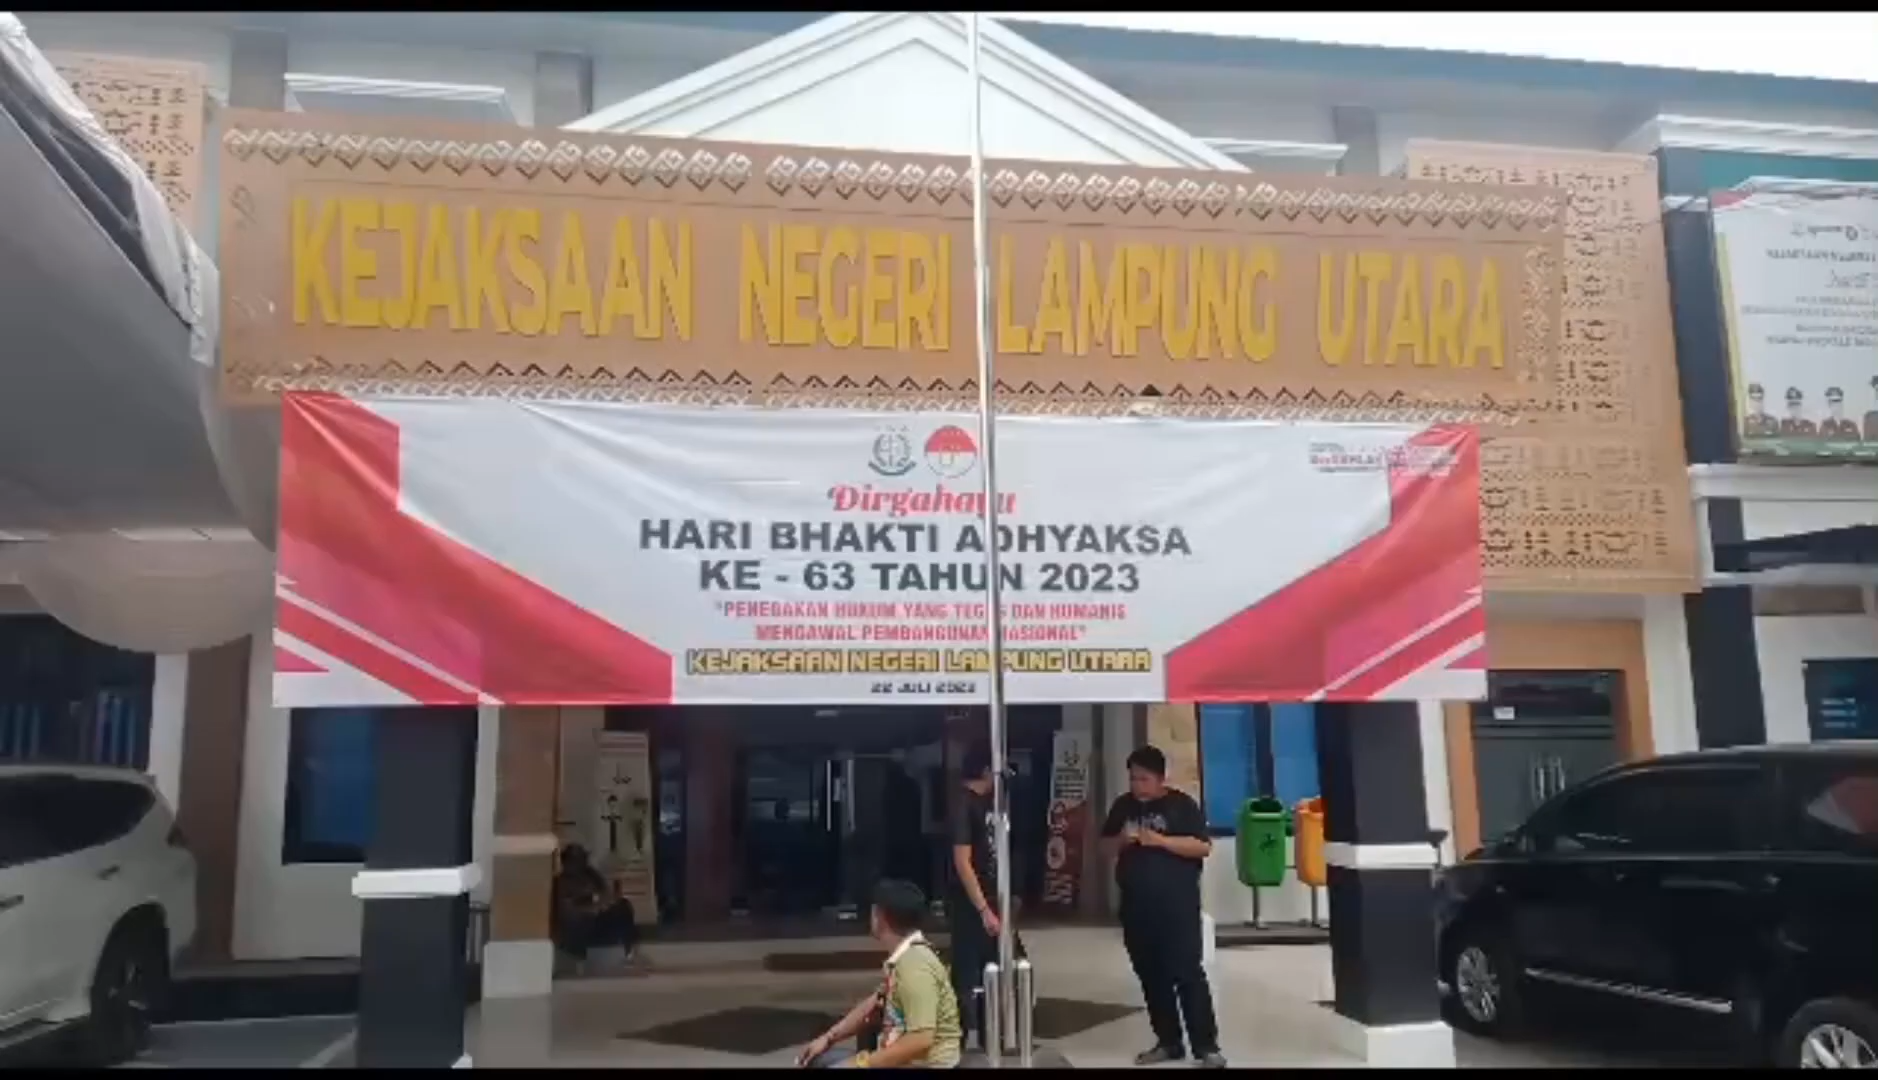 KEJAKSAAN NEGERI LAMPUNG UTARA
Dirgahayu
HARI BHAKTI ADHYAKSA
KE - 63 TAHUN 2023
"PENEGAKAN HUKUM YANG TEGAS DAN HUMANIS
MENGAWAL PEMBANGUNAN NASIONAL"
KEJAKSAAN NEGERI LAMPUNG UTARA
22 JULI 2023